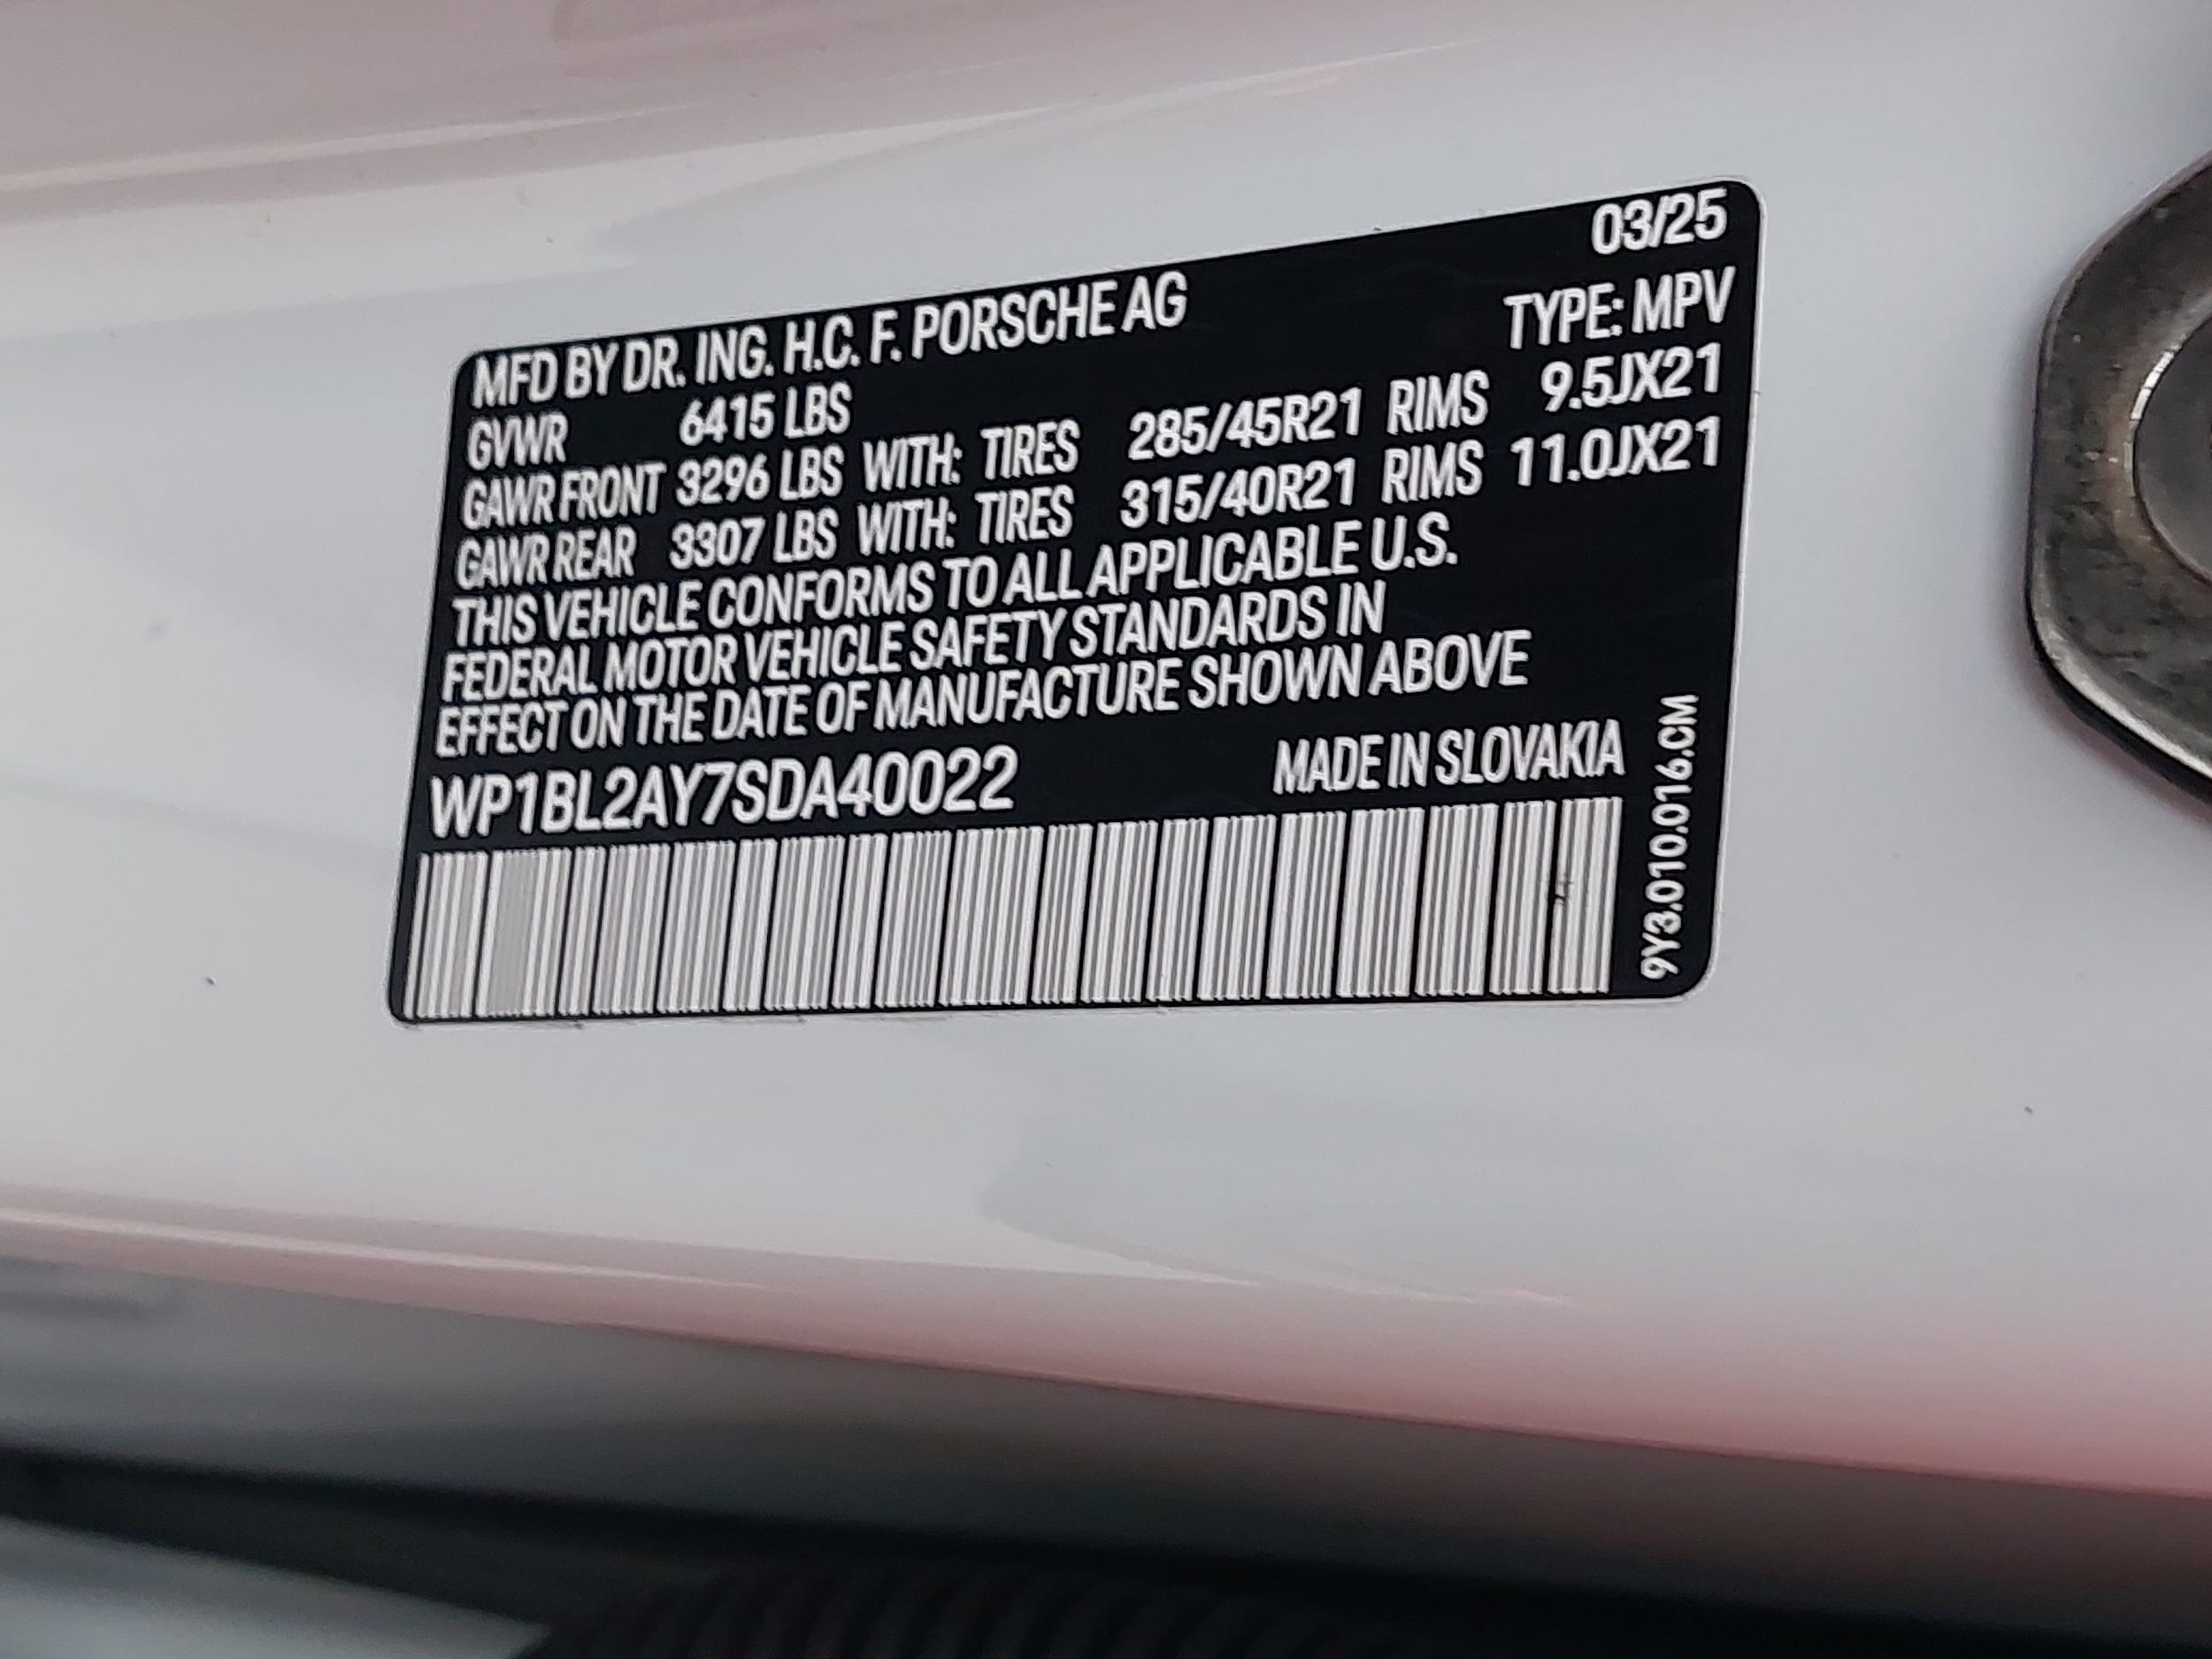 03/25
MFD BY DR. ING. H.C. F. PORSCHE AG TYPE: MPV
GVWR 6415 LBS
GAWR FRONT 3296 LBS WITH: TIRES 285/45R21 RIMS 9.5JX21
GAWR REAR 3307 LBS WITH: TIRES 315/40R21 RIMS 11.0JX21
THIS VEHICLE CONFORMS TO ALL APPLICABLE U.S.
FEDERAL MOTOR VEHICLE SAFETY STANDARDS IN
EFFECT ON THE DATE OF MANUFACTURE SHOWN ABOVE
WP1BL2AY7SDA40022 MADE IN SLOVAKIA
9Y3.010.016.CM